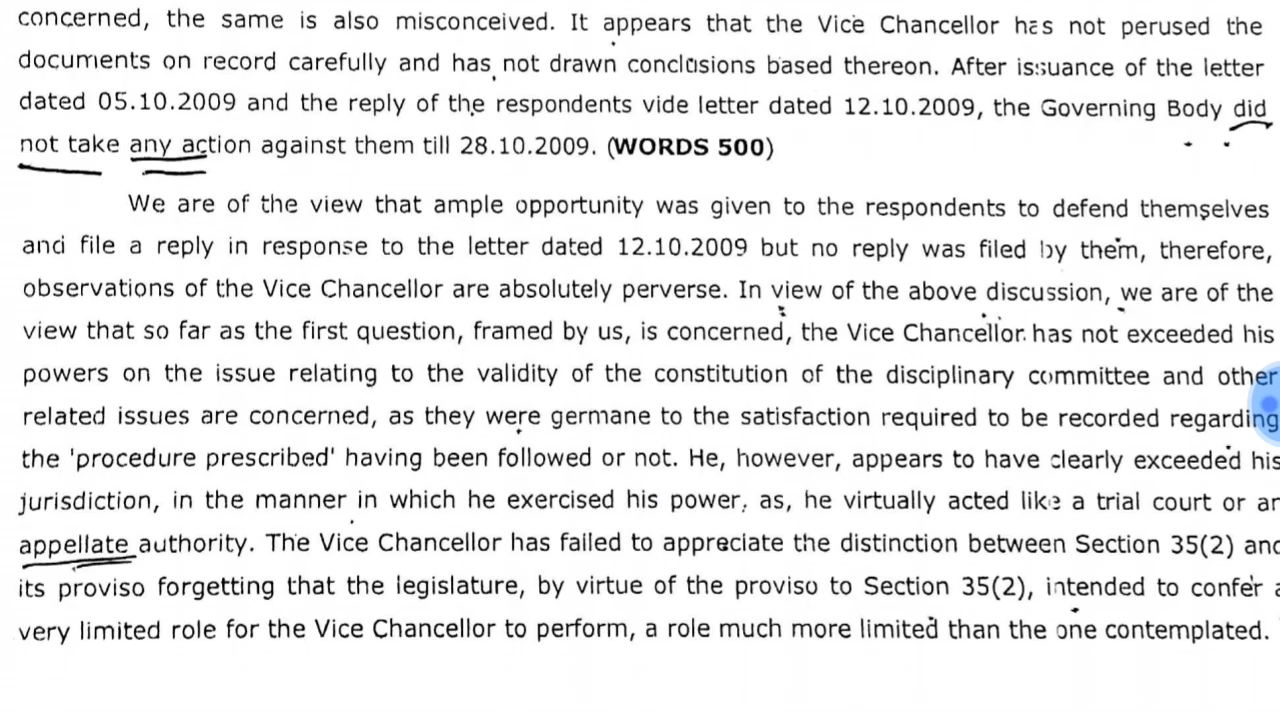 concerned, the same is also misconceived. It appears that the Vice Chancellor has not perused the
documents on record carefully and has not drawn conclusions based thereon. After issuance of the letter
dated 05.10.2009 and the reply of the respondents vide letter dated 12.10.2009, the Governing Body did
not take any action against them till 28.10.2009. (WORDS 500)
We are of the view that ample opportunity was given to the respondents to defend themselves
and file a reply in response to the letter dated 12.10.2009 but no reply was filed by them, therefore,
observations of the Vice Chancellor are absolutely perverse. In view of the above discussion, we are of the
view that so far as the first question, framed by us, is concerned, the Vice Chancellor has not exceeded his
powers on the issue relating to the validity of the constitution of the disciplinary committee and other
related issues are concerned, as they were germane to the satisfaction required to be recorded regarding
the 'procedure prescribed' having been followed or not. He, however, appears to have clearly exceeded his
jurisdiction, in the manner in which he exercised his power, as, he virtually acted like a trial court or an
appellate authority. The Vice Chancellor has failed to appreciate the distinction between Section 35(2) and
its proviso forgetting that the legislature, by virtue of the proviso to Section 35(2), intended to confer a
very limited role for the Vice Chancellor to perform, a role much more limited than the one contemplated.